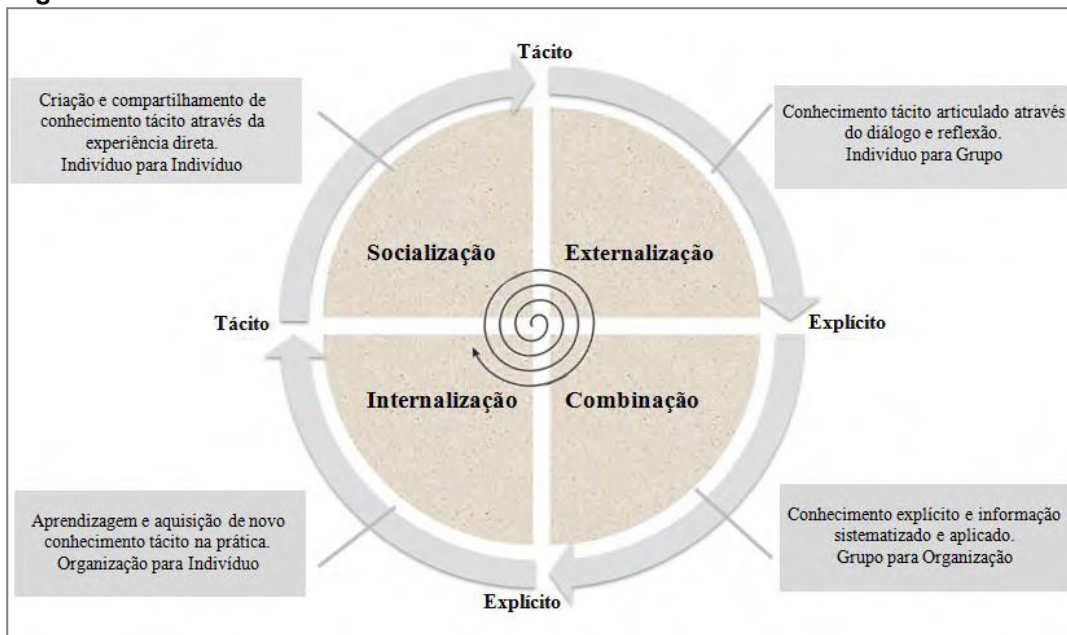 Tácito
Criação e compartilhamento de
conhecimento tácito através da
experiência direta.
Indivíduo para Indivíduo
Conhecimento tácito articulado através
do diálogo e reflexão.
Indivíduo para Grupo
Socialização
Externalização
Tácito
Explícito
Internalização
Combinação
Aprendizagem e aquisição de novo
conhecimento tácito na prática.
Organização para Indivíduo
Conhecimento explícito e informação
sistematizado e aplicado.
Grupo para Organização
Explícito